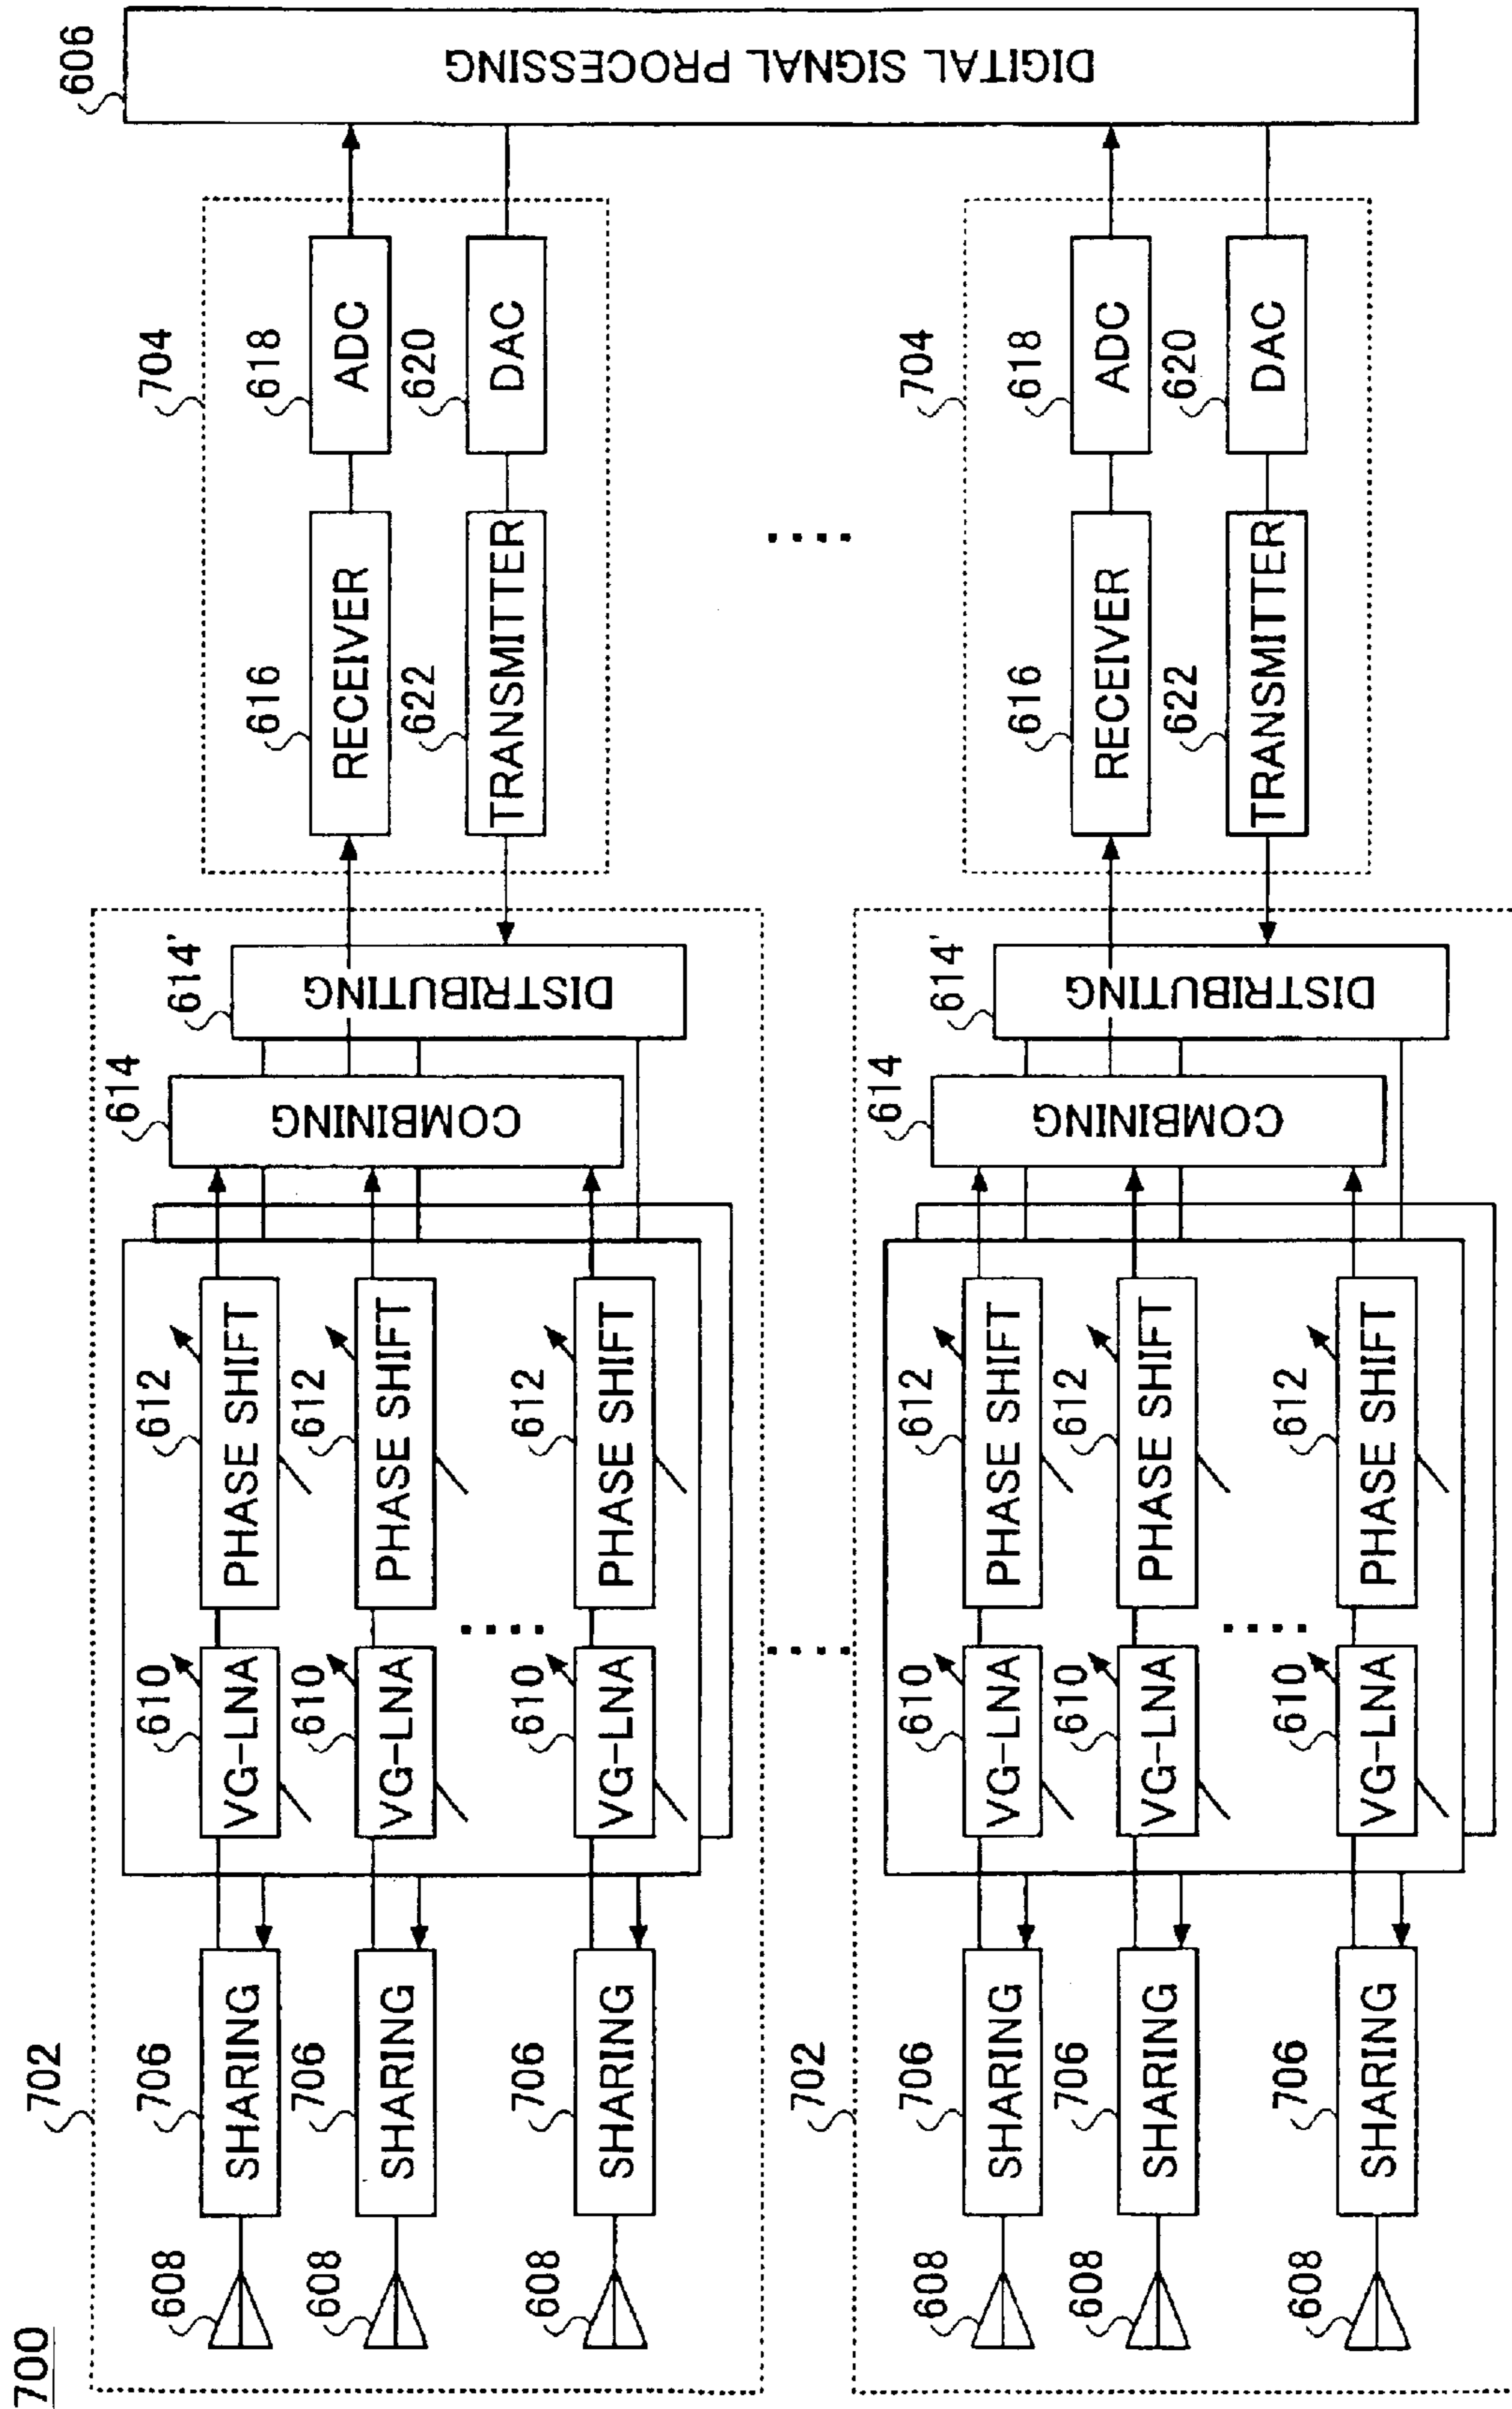 700
702
608
706
SHARING
610
VG-LNA
612
PHASE SHIFT
608
706
SHARING
610
VG-LNA
612
PHASE SHIFT
....
608
706
SHARING
610
VG-LNA
612
PHASE SHIFT
614
COMBINING
614'
DISTRIBUTING
704
616
RECEIVER
618
ADC
622
TRANSMITTER
620
DAC
606
DIGITAL SIGNAL PROCESSING
....
....
702
608
706
SHARING
610
VG-LNA
612
PHASE SHIFT
608
706
SHARING
610
VG-LNA
612
PHASE SHIFT
....
608
706
SHARING
610
VG-LNA
612
PHASE SHIFT
614
COMBINING
614'
DISTRIBUTING
704
616
RECEIVER
618
ADC
622
TRANSMITTER
620
DAC